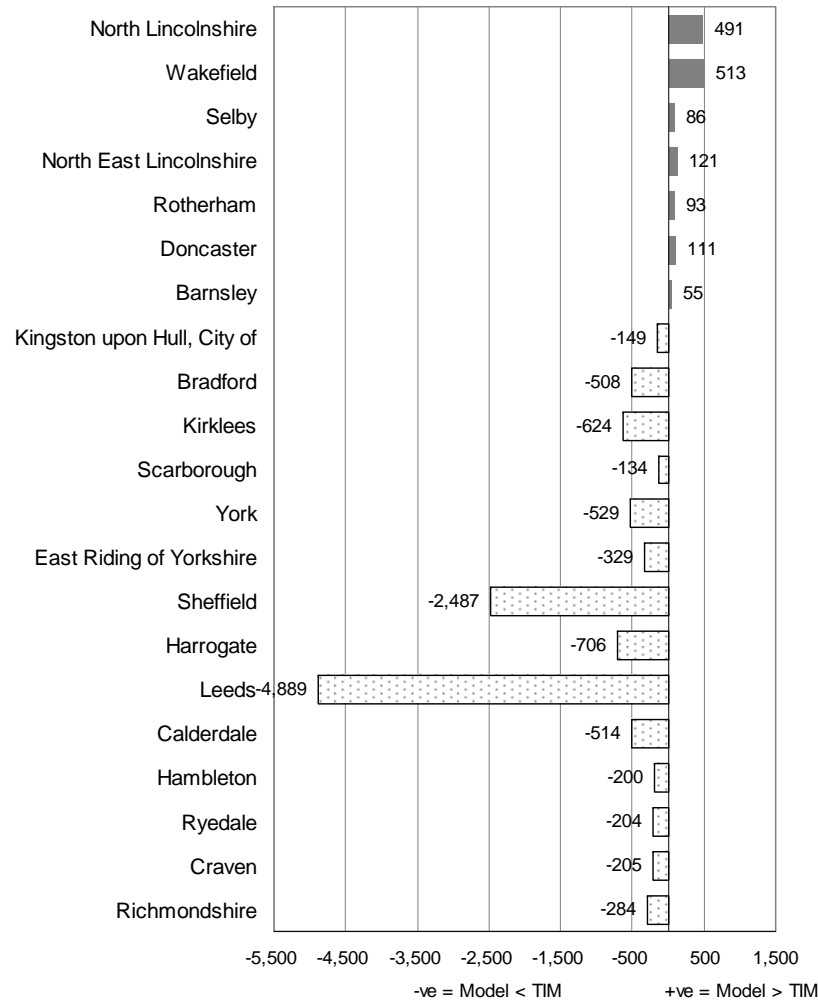 North Lincolnshire 491
Wakefield 513
Selby 86
North East Lincolnshire 121
Rotherham 93
Doncaster 111
Barnsley 55
Kingston upon Hull, City of -149
Bradford -508
Kirklees -624
Scarborough -134
York -529
East Riding of Yorkshire -329
Sheffield -2,487
Harrogate -706
Leeds -4,889
Calderdale -514
Hambleton -200
Ryedale -204
Craven -205
Richmondshire -284
-5,500 -4,500 -3,500 -2,500 -1,500 -500 500 1,500
-ve = Model < TIM +ve = Model > TIM